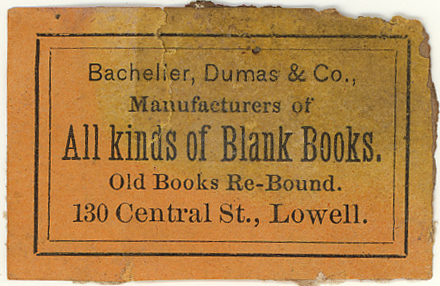 Bachelier, Dumas & Co.,
Manufacturers of
All kinds of Blank Books.
Old Books Re-Bound.
130 Central St., Lowell.